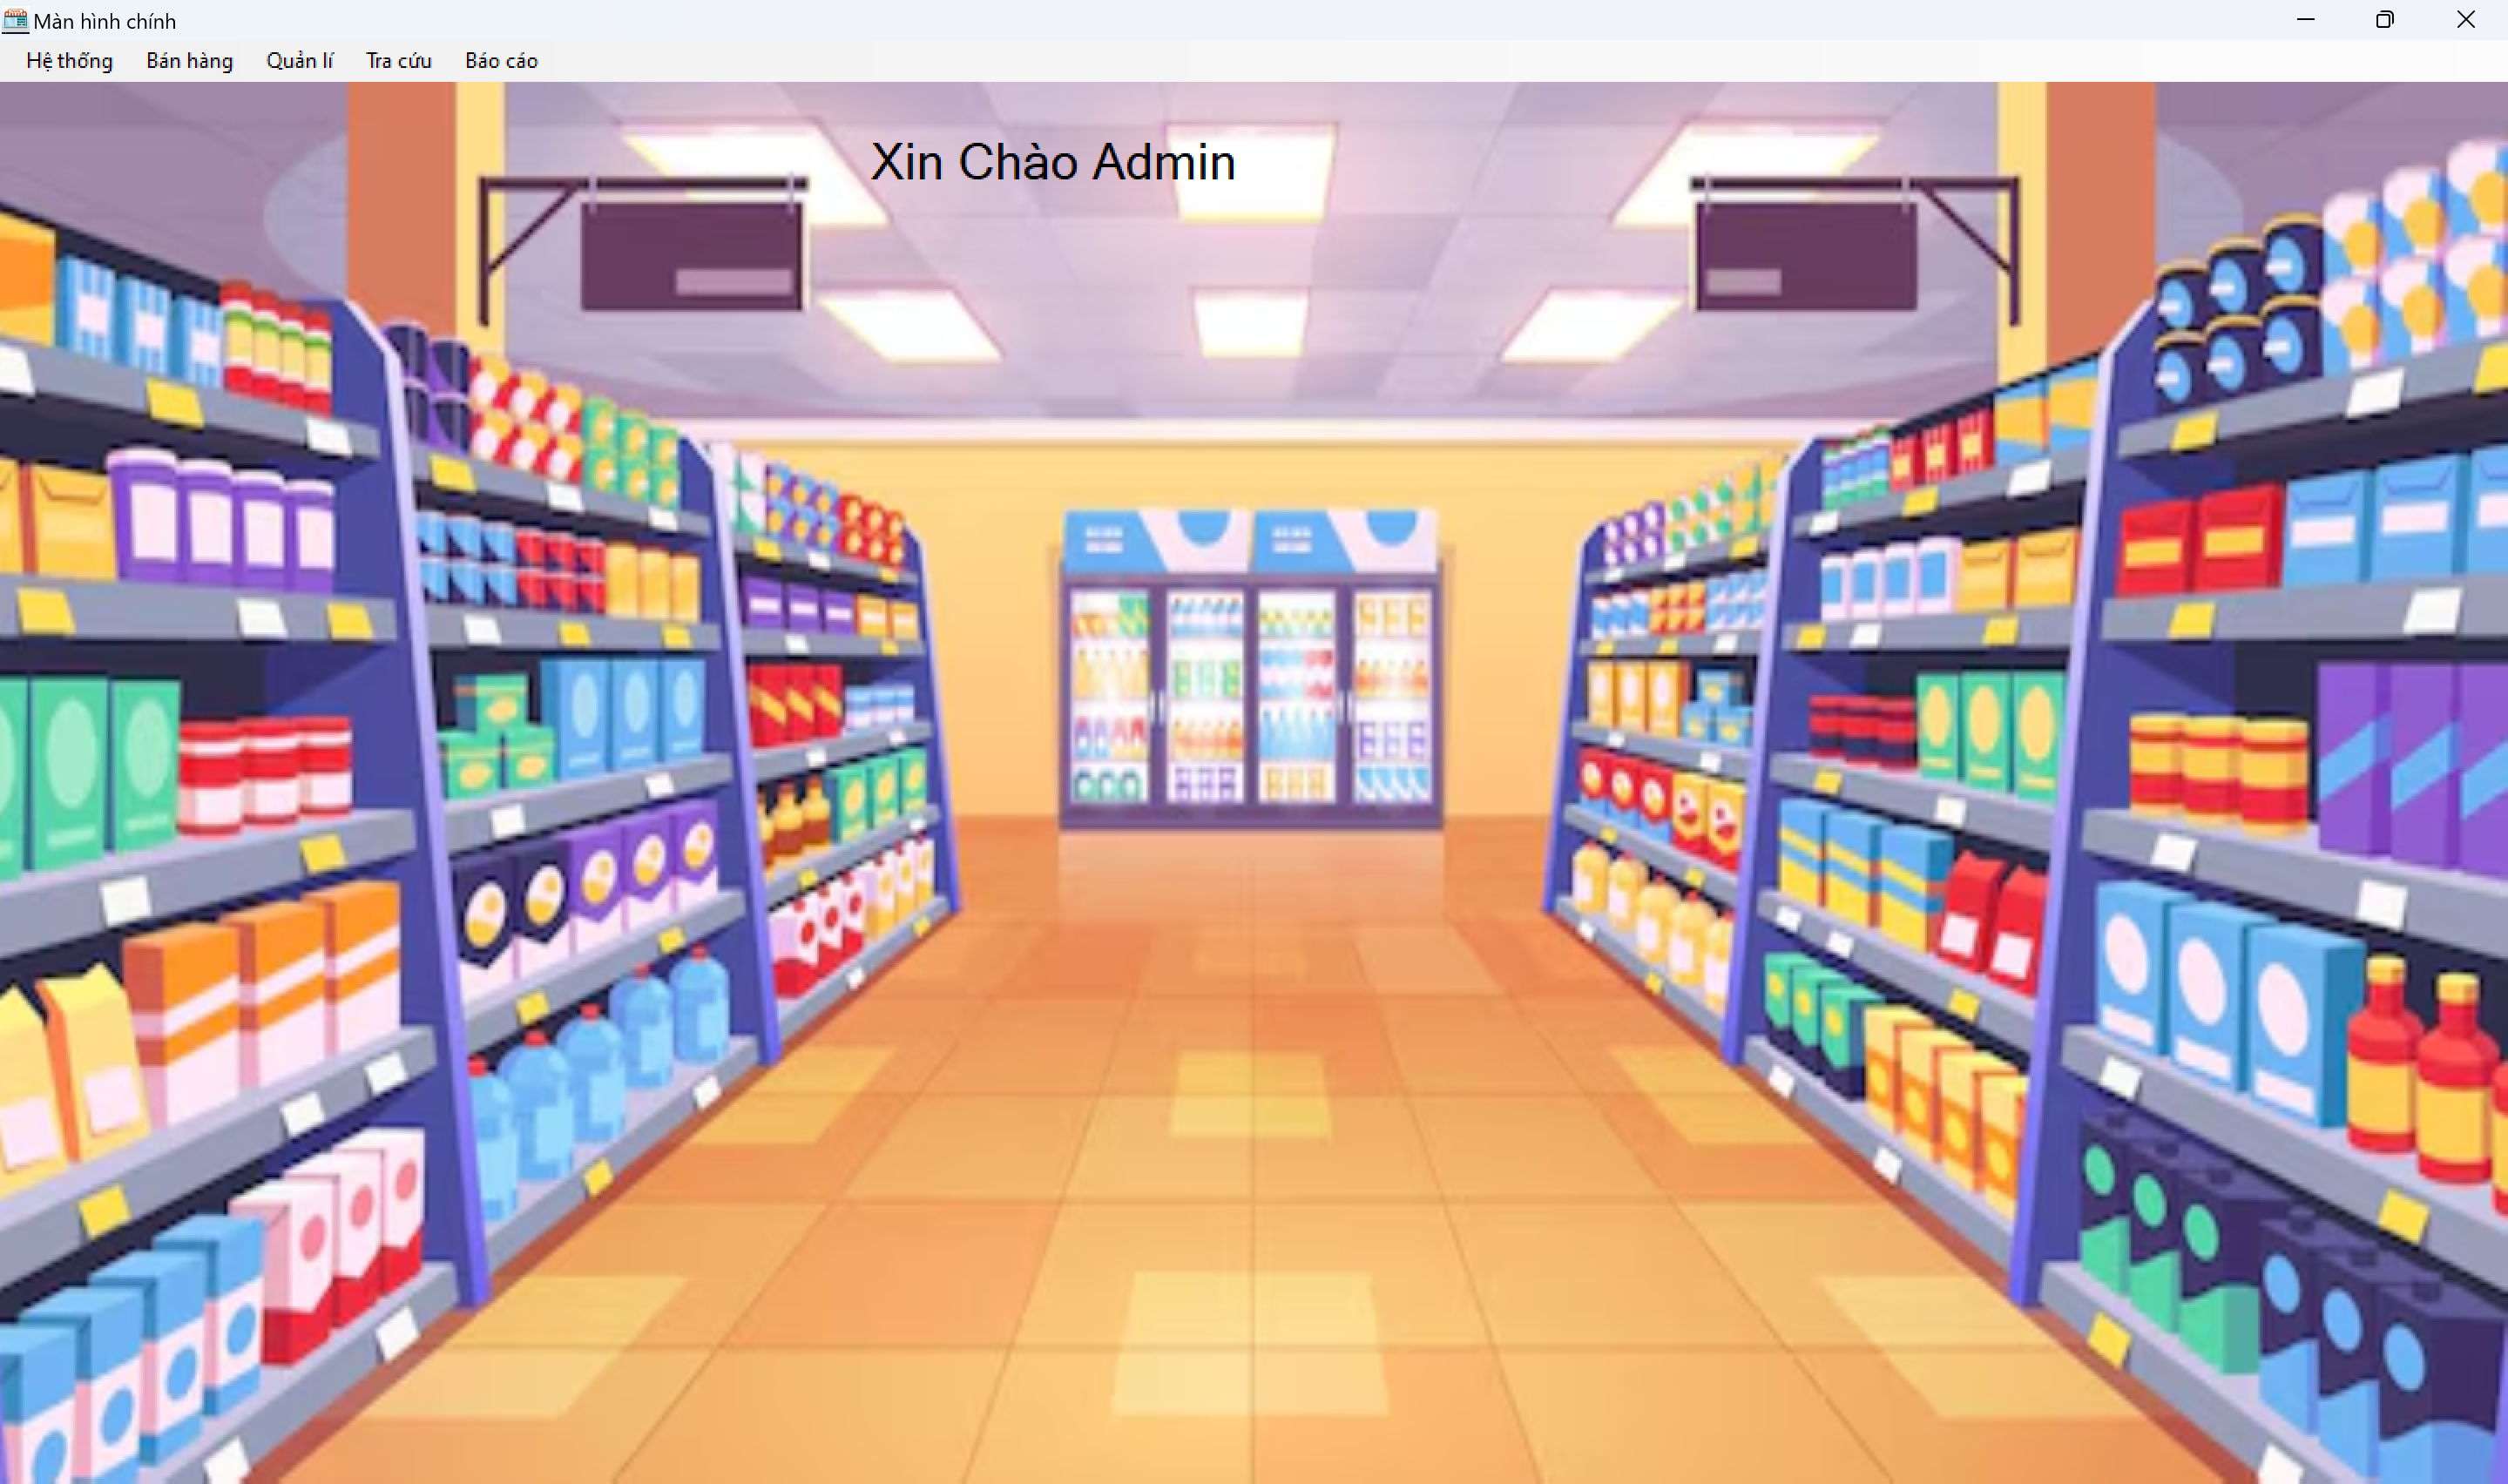 Màn hình chính
Hệ thống Bán hàng Quản lí Tra cứu Báo cáo
Xin Chào Admin